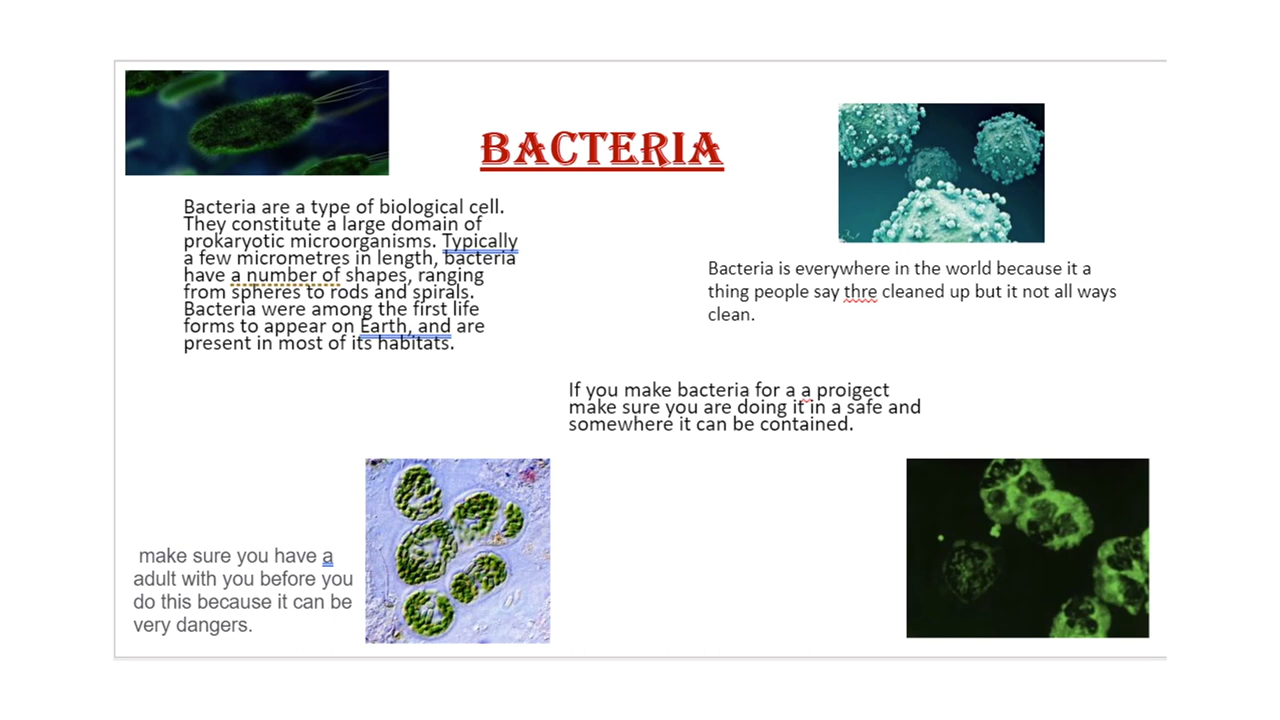 BACTERIA
Bacteria are a type of biological cell.
They constitute a large domain of
prokaryotic microorganisms. Typically
a few micrometres in length, bacteria
have a number of shapes, ranging
from spheres to rods and spirals.
Bacteria were among the first life
forms to appear on Earth, and are
present in most of its habitats.
Bacteria is everywhere in the world because it a
thing people say thre cleaned up but it not all ways
clean.
If you make bacteria for a a proigect
make sure you are doing it in a safe and
somewhere it can be contained.
make sure you have a
adult with you before you
do this because it can be
very dangers.